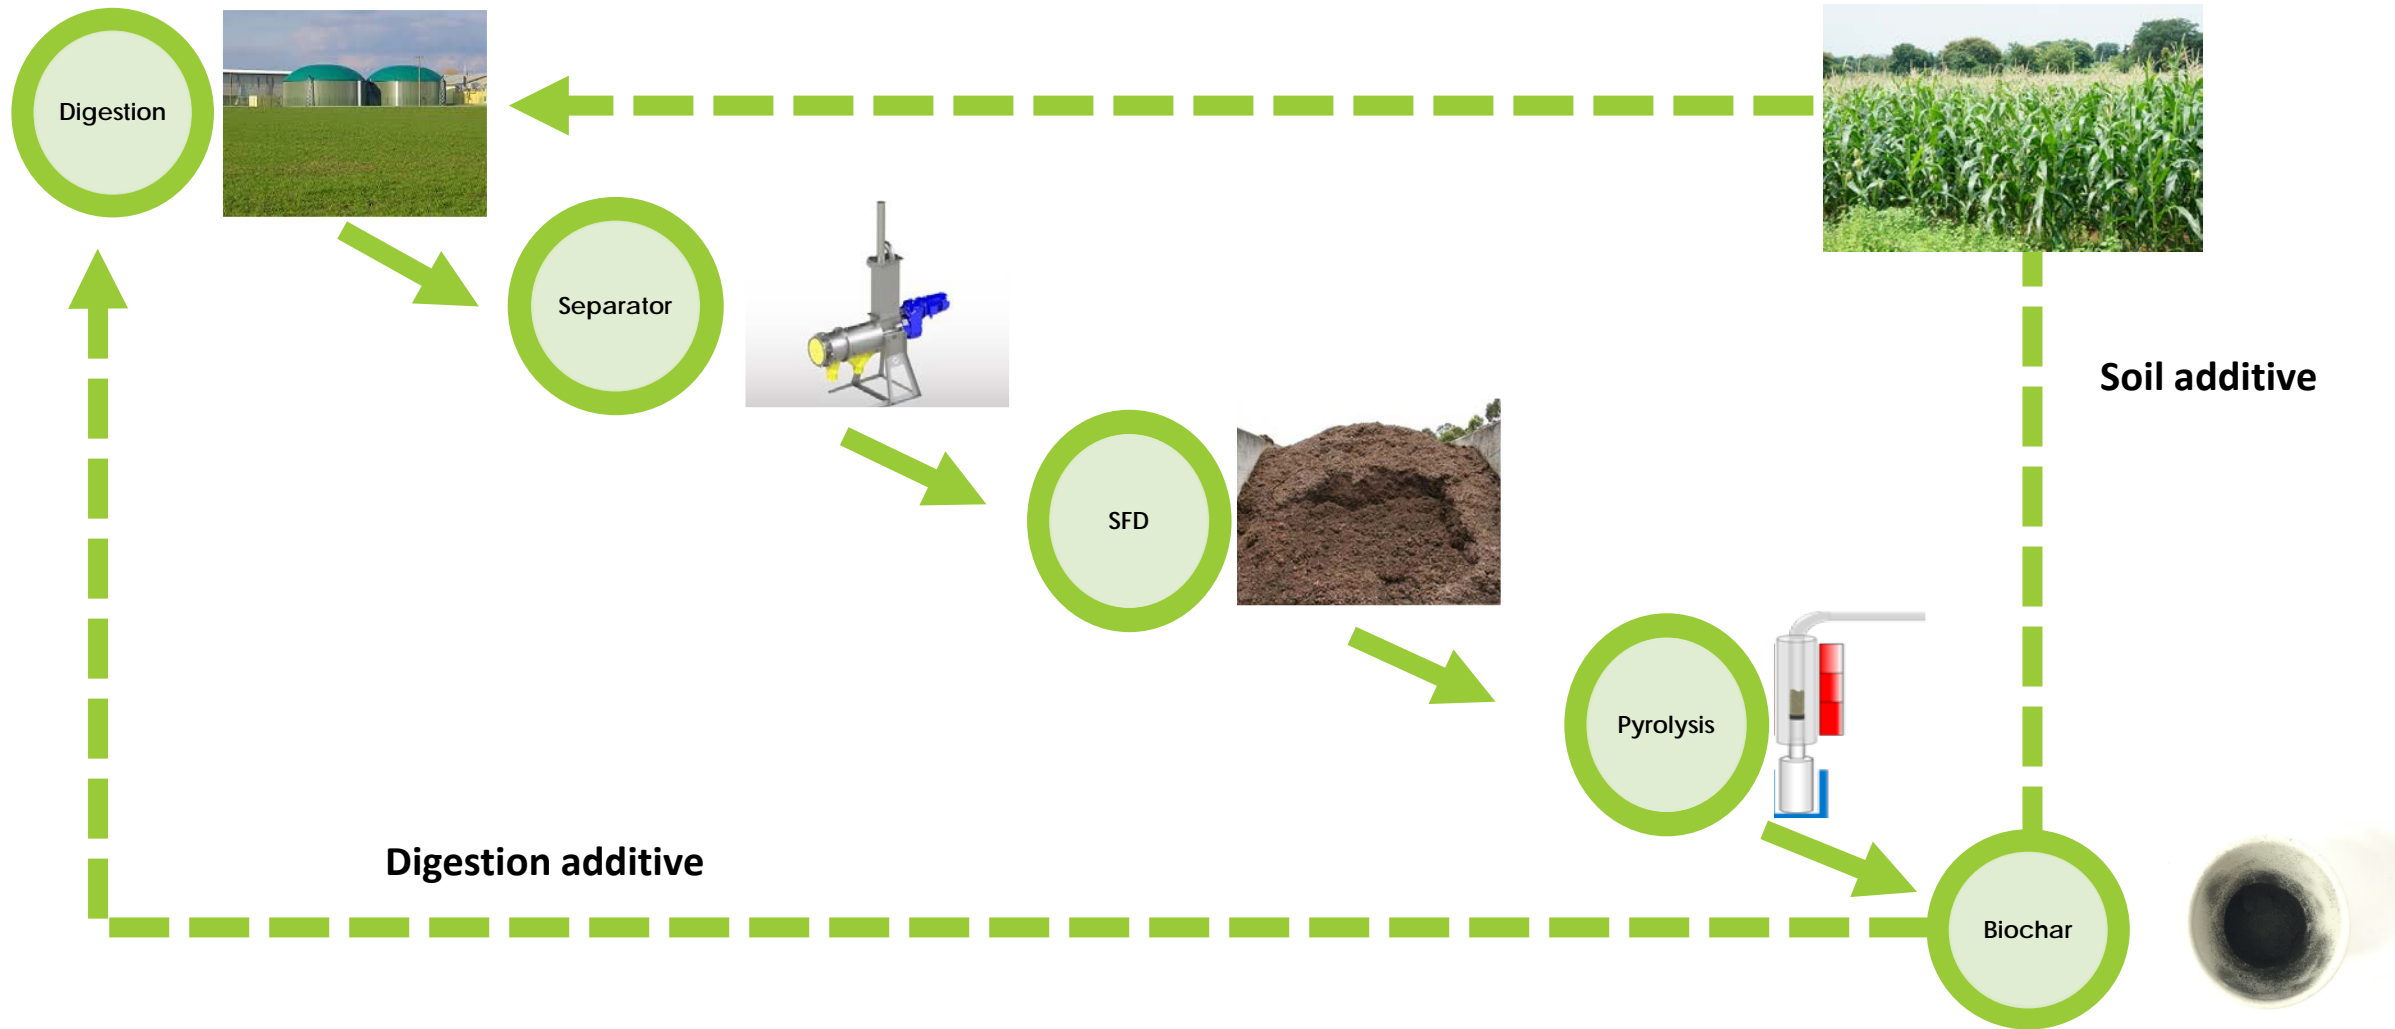 Digestion
Separator
Soil additive
SFD
Pyrolysis
Digestion additive
Biochar